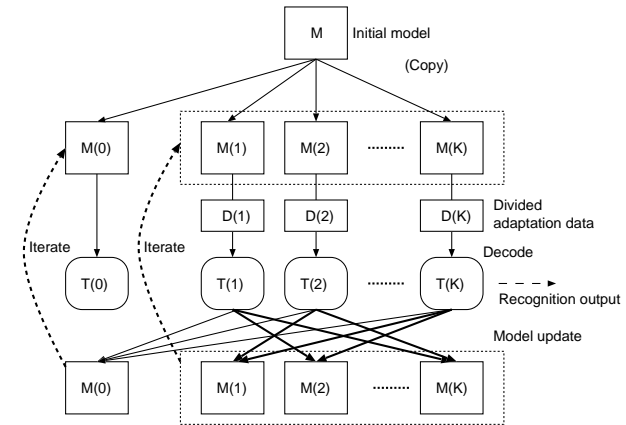 M
Initial model
(Copy)
M(0)
M(1)
M(2)
M(K)
D(1)
D(2)
D(K)
Divided
adaptation data
Iterate
Iterate
Decode
T(0)
T(1)
T(2)
T(K)
Recognition output
Model update
M(0)
M(1)
M(2)
M(K)